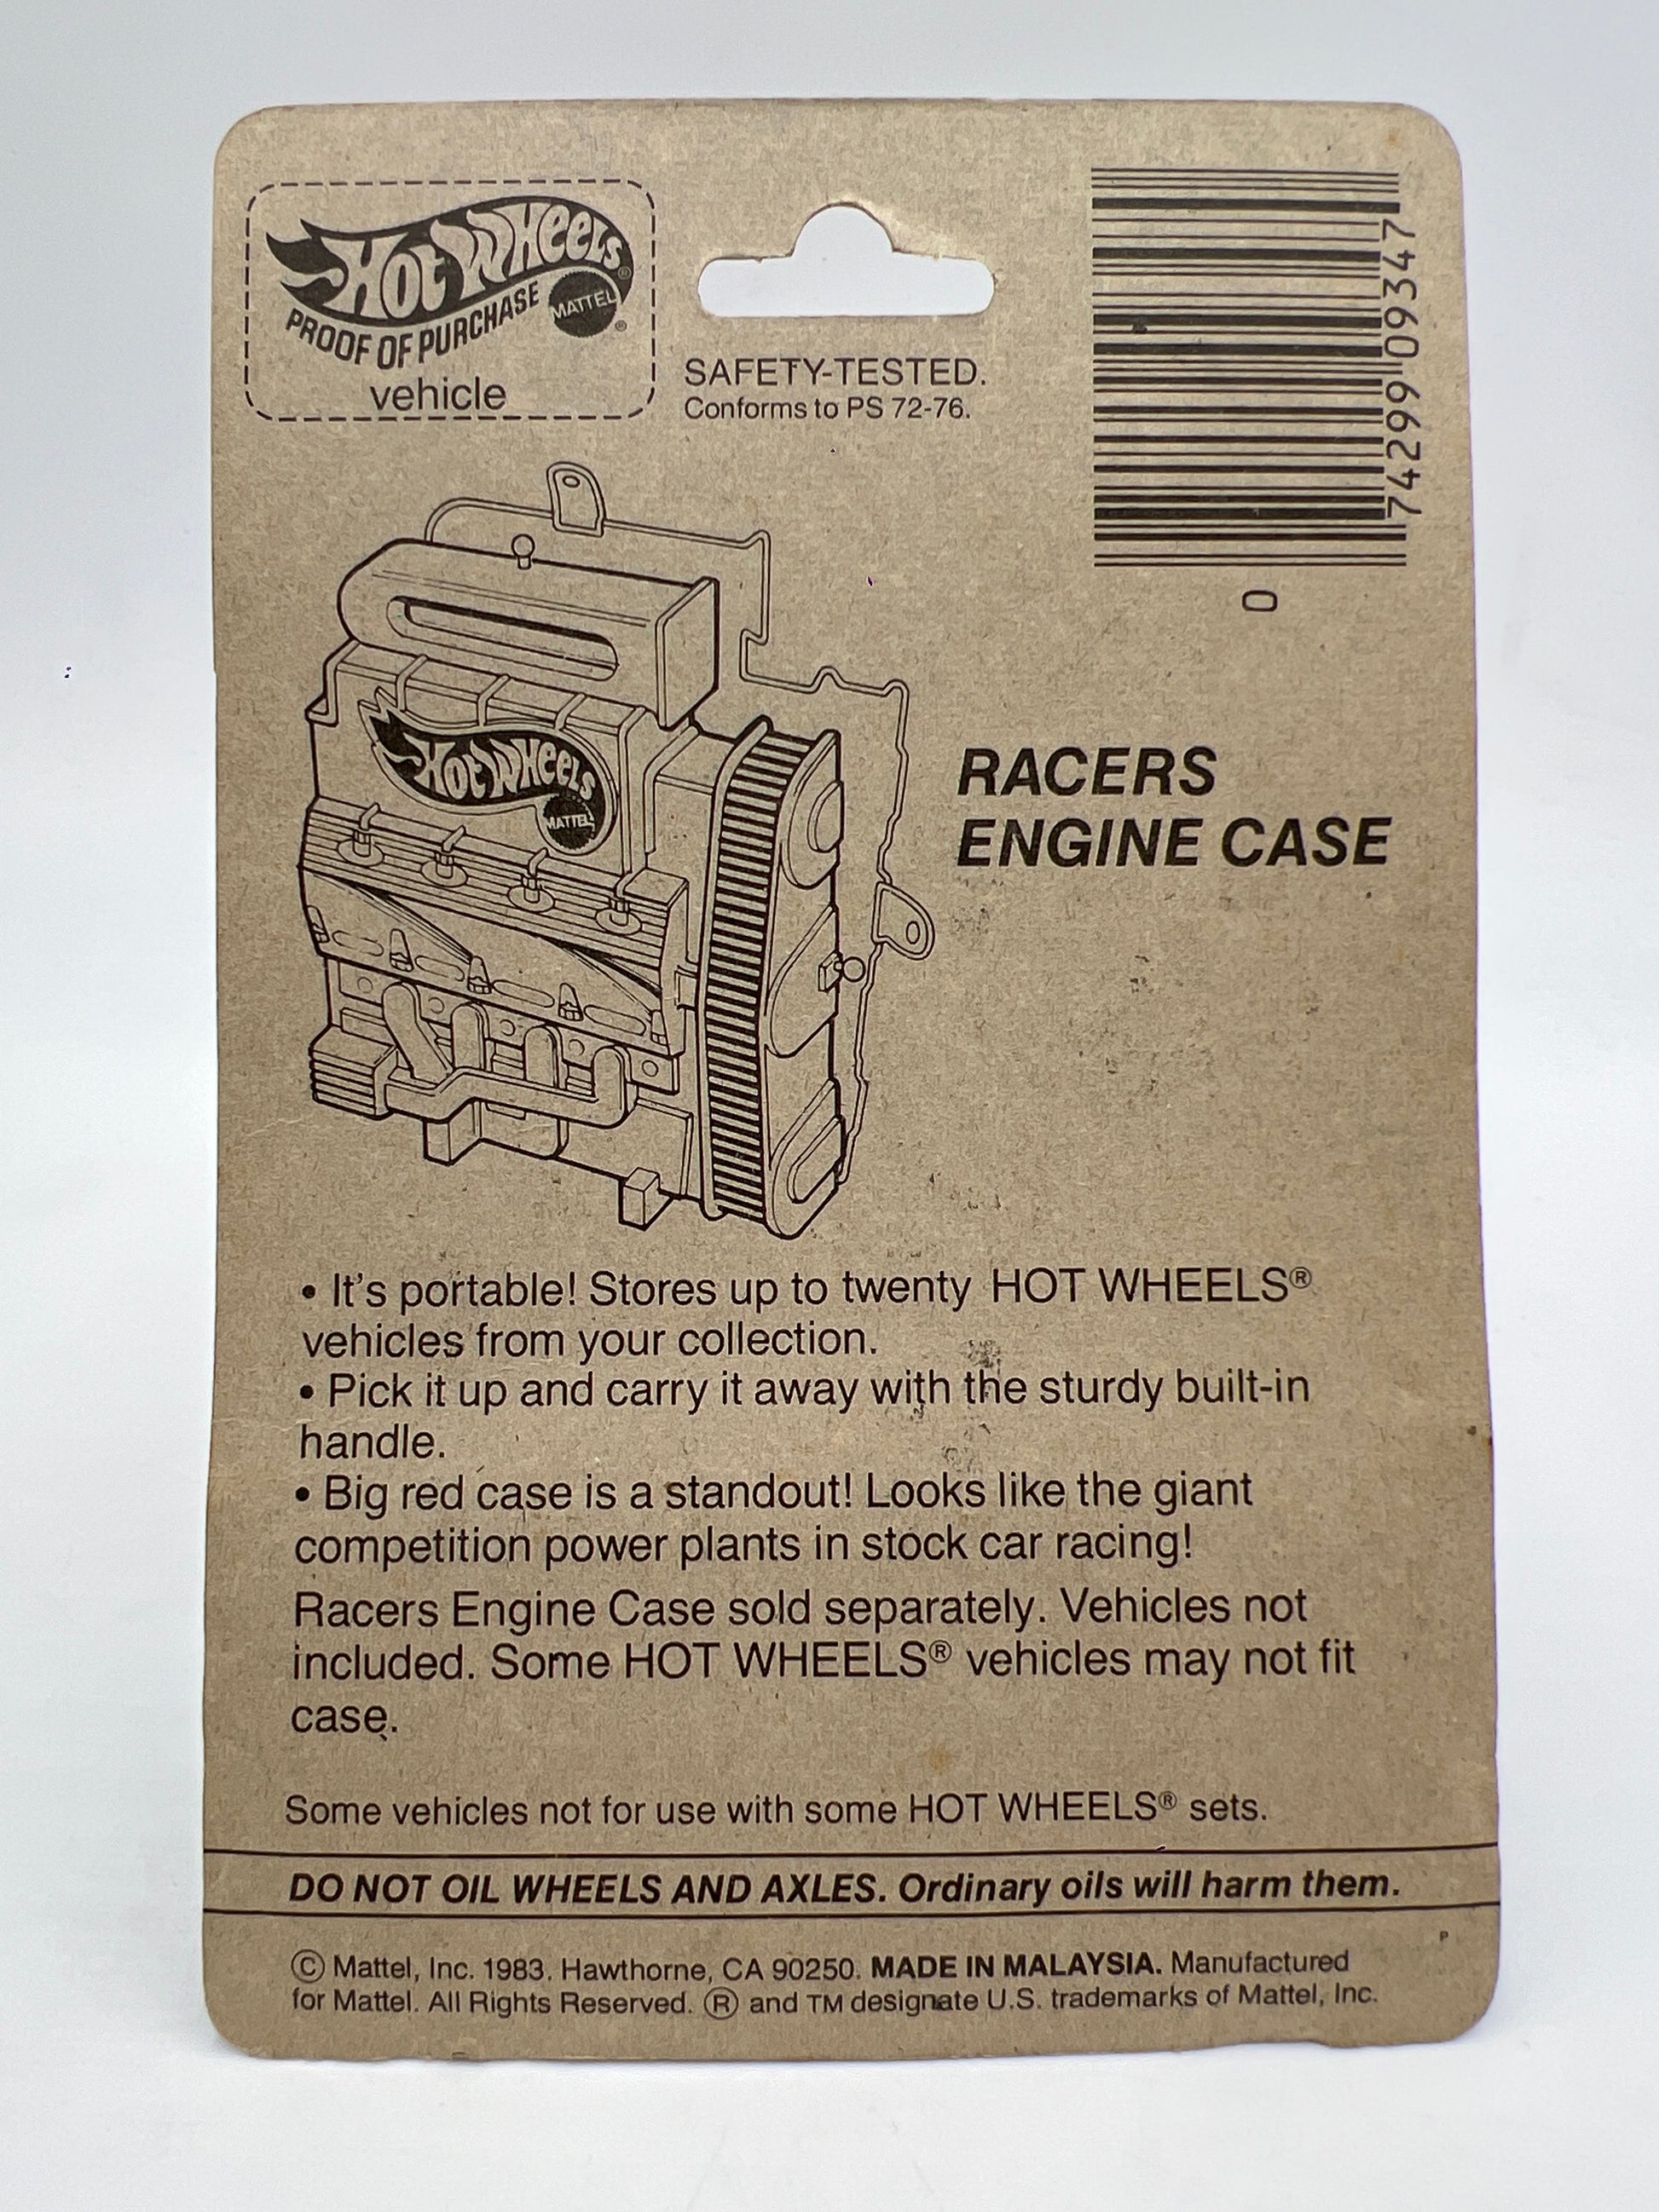 HOT WHEELS®
PROOF OF PURCHASE MATTEL ®
vehicle
SAFETY-TESTED.
Conforms to PS 72-76.
74299 09347
0
HOT WHEELS
MATTEL
RACERS
ENGINE CASE
• It's portable! Stores up to twenty HOT WHEELS®
vehicles from your collection.
• Pick it up and carry it away with the sturdy built-in
handle.
• Big red case is a standout! Looks like the giant
competition power plants in stock car racing!
Racers Engine Case sold separately. Vehicles not
included. Some HOT WHEELS® vehicles may not fit
case.
Some vehicles not for use with some HOT WHEELS® sets.
DO NOT OIL WHEELS AND AXLES. Ordinary oils will harm them.
P
© Mattel, Inc. 1983. Hawthorne, CA 90250. MADE IN MALAYSIA. Manufactured
for Mattel. All Rights Reserved. ® and TM designate U.S. trademarks of Mattel, Inc.